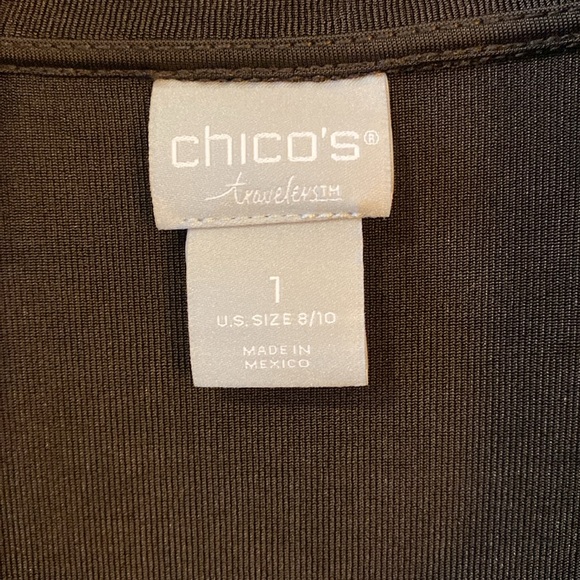 chico's®
travelers™
1
U.S. SIZE 8/10
MADE IN
MEXICO